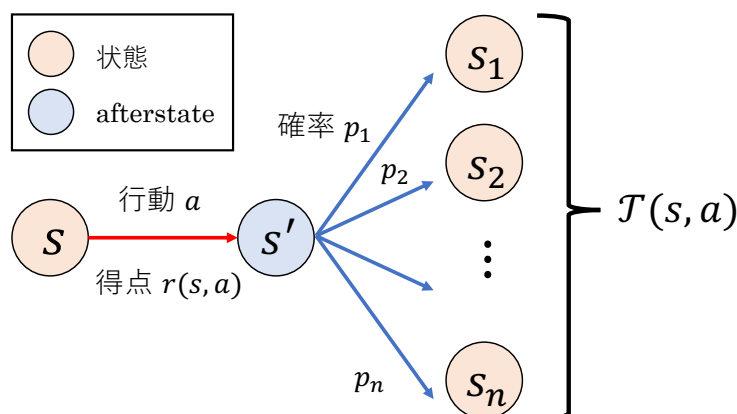 状態
afterstate
s
行動 a
得点 r(s, a)
s′
確率 p₁
p₂
pₙ
s₁
s₂
⋮
sₙ
𝒯(s, a)